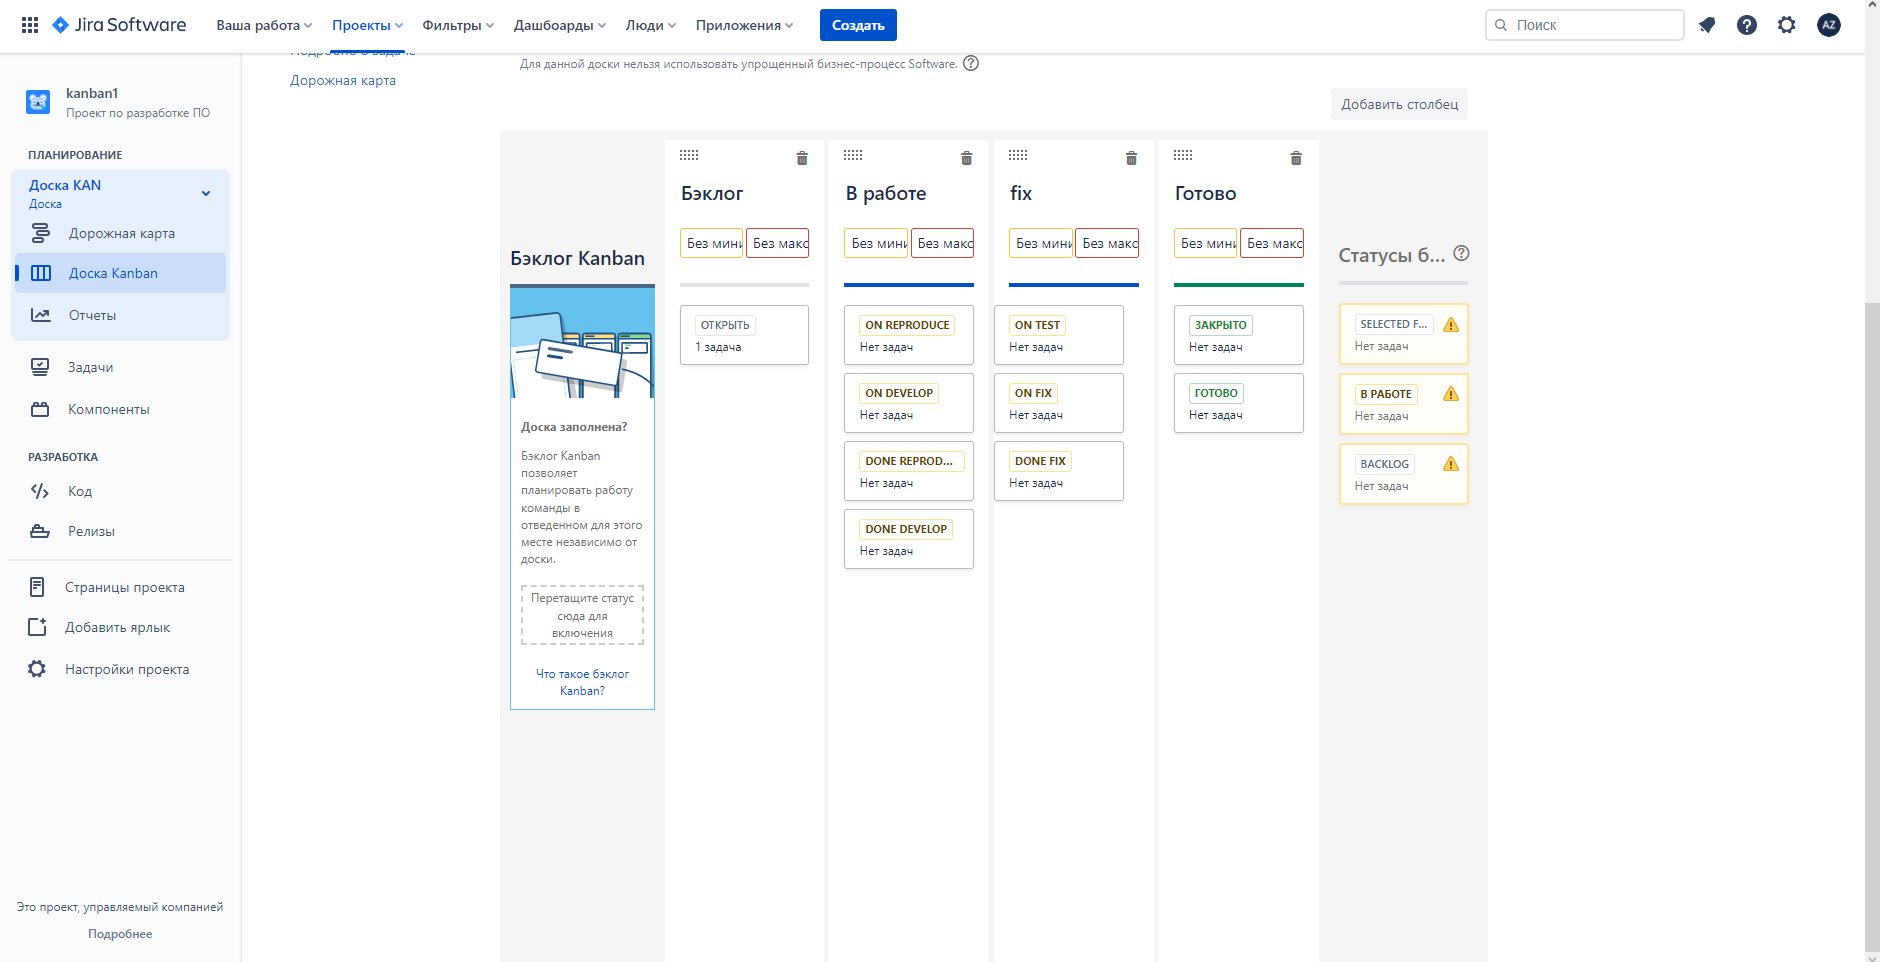 Jira Software
Ваша работа
Проекты
Фильтры
Дашборды
Люди
Приложения
Создать
Поиск
AZ
kanban1
Проект по разработке ПО
ПЛАНИРОВАНИЕ
Доска KAN
Доска
Дорожная карта
Доска Kanban
Отчеты
Задачи
Компоненты
РАЗРАБОТКА
Код
Релизы
Страницы проекта
Добавить ярлык
Настройки проекта
Это проект, управляемый компанией
Подробнее
Дорожная карта
Для данной доски нельзя использовать упрощенный бизнес-процесс Software.
Добавить столбец
Бэклог Kanban
Доска заполнена?
Бэклог Kanban
позволяет
планировать работу
команды в
отведенном для этого
месте независимо от
доски.
Перетащите статус
сюда для
включения
Что такое бэклог
Kanban?
Бэклог
Без мини
Без макс
ОТКРЫТЬ
1 задача
В работе
Без мини
Без макс
ON REPRODUCE
Нет задач
ON DEVELOP
Нет задач
DONE REPROD...
Нет задач
DONE DEVELOP
Нет задач
fix
Без мини
Без макс
ON TEST
Нет задач
ON FIX
Нет задач
DONE FIX
Нет задач
Готово
Без мини
Без макс
ЗАКРЫТО
Нет задач
ГОТОВО
Нет задач
Статусы б...
SELECTED F...
Нет задач
В РАБОТЕ
Нет задач
BACKLOG
Нет задач